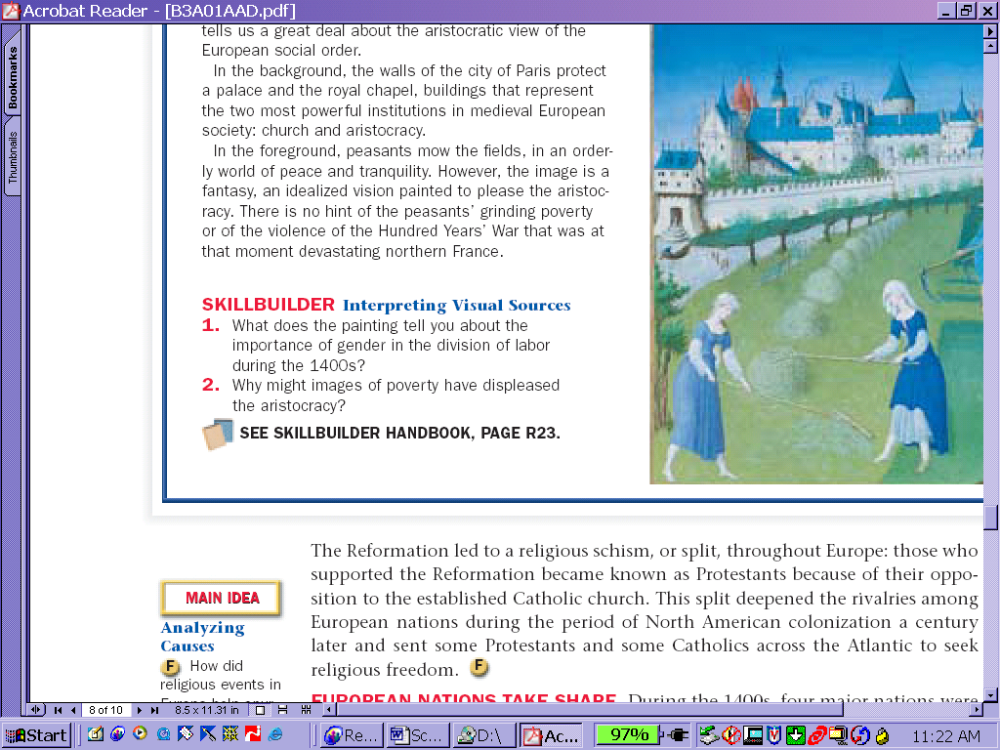 Acrobat Reader - [B3A01AAD.pdf]
Bookmarks
Thumbnails
tells us a great deal about the aristocratic view of the
European social order.
In the background, the walls of the city of Paris protect
a palace and the royal chapel, buildings that represent
the two most powerful institutions in medieval European
society: church and aristocracy.
In the foreground, peasants mow the fields, in an order-
ly world of peace and tranquility. However, the image is a
fantasy, an idealized vision painted to please the aristoc-
racy. There is no hint of the peasants' grinding poverty
or of the violence of the Hundred Years' War that was at
that moment devastating northern France.
SKILLBUILDER Interpreting Visual Sources
1. What does the painting tell you about the
importance of gender in the division of labor
during the 1400s?
2. Why might images of poverty have displeased
the aristocracy?
SEE SKILLBUILDER HANDBOOK, PAGE R23.
The Reformation led to a religious schism, or split, throughout Europe: those who
supported the Reformation became known as Protestants because of their oppo-
sition to the established Catholic church. This split deepened the rivalries among
European nations during the period of North American colonization a century
later and sent some Protestants and some Catholics across the Atlantic to seek
religious freedom. F
MAIN IDEA
Analyzing
Causes
F How did
religious events in
Europe help spur
EUROPEAN NATIONS TAKE SHAPE During the 1400s, four major nations were
8 of 10
8.5 x 11.31 in
Start
Re...
Sc...
D:\
Ac...
97%
11:22 AM